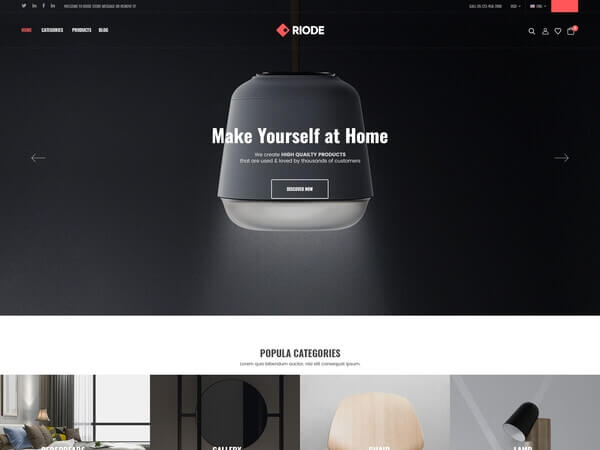 WELCOME TO RIODE STORE MESSAGE OR REMOVE IT!
CALL US 123-456-7890
USD
ENG
HOME
CATEGORIES
PRODUCTS
BLOG
RIODE
0
Make Yourself at Home
We create HIGH QUAILTY PRODUCTS
that are used & loved by thousands of customers
DISCOVER NOW
POPULA CATEGORIES
Lorem quis bibendum auctor, nisi elit consequat ipsum.
GALLERY
CHAIR
LAMP